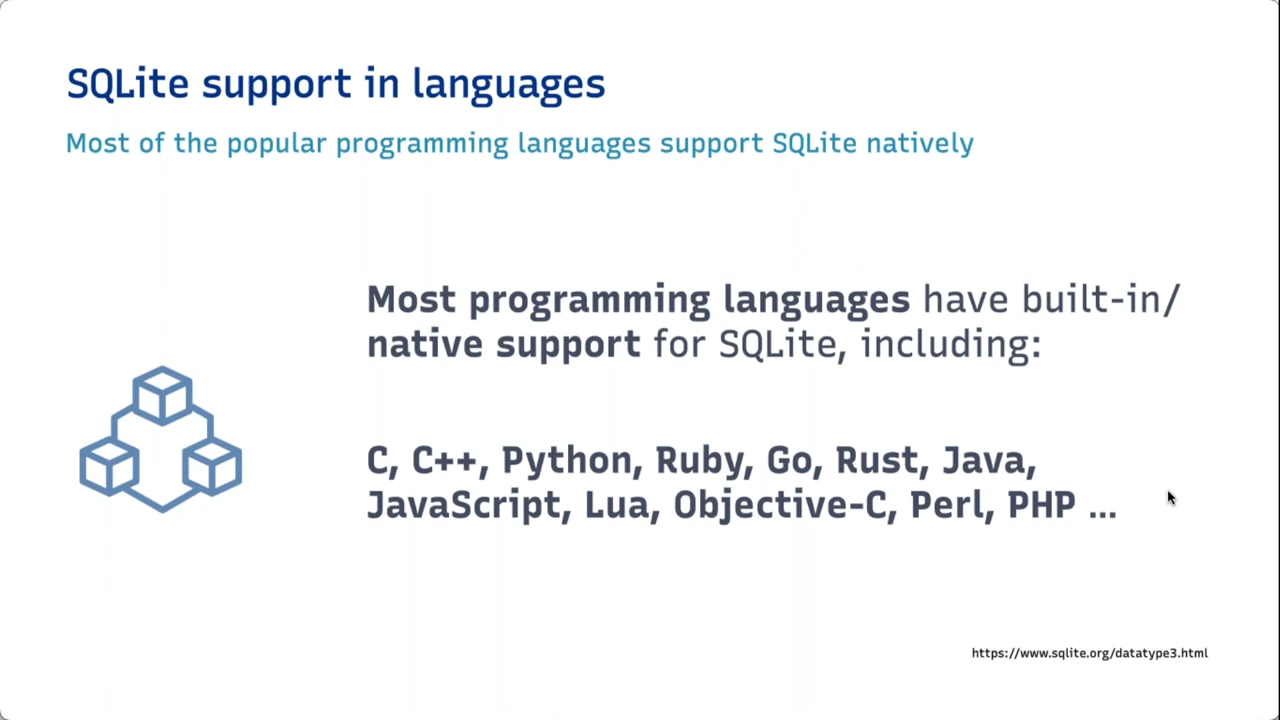 SQLite support in languages
Most of the popular programming languages support SQLite natively
Most programming languages have built-in/
native support for SQLite, including:
C, C++, Python, Ruby, Go, Rust, Java,
JavaScript, Lua, Objective-C, Perl, PHP ...
https://www.sqlite.org/datatype3.html